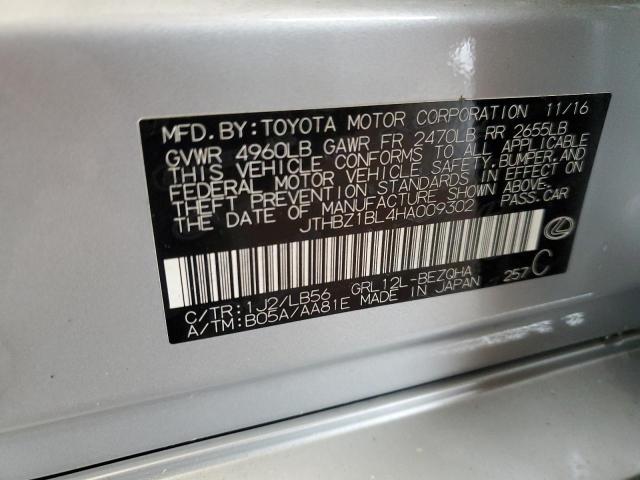 MFD. BY: TOYOTA MOTOR CORPORATION 11/16
GVWR 4960LB GAWR FR 2470LB RR 2655LB
THIS VEHICLE CONFORMS TO ALL APPLICABLE
FEDERAL MOTOR VEHICLE SAFETY, BUMPER, AND
THEFT PREVENTION STANDARDS IN EFFECT ON
THE DATE OF MANUFACTURE SHOWN ABOVE.
JTHBZ1BL4HA009302 PASS.CAR
C/TR: 1J2/LB56 GRL12L-BEZQHA 257 C
A/TM: B05A/AA81E MADE IN JAPAN